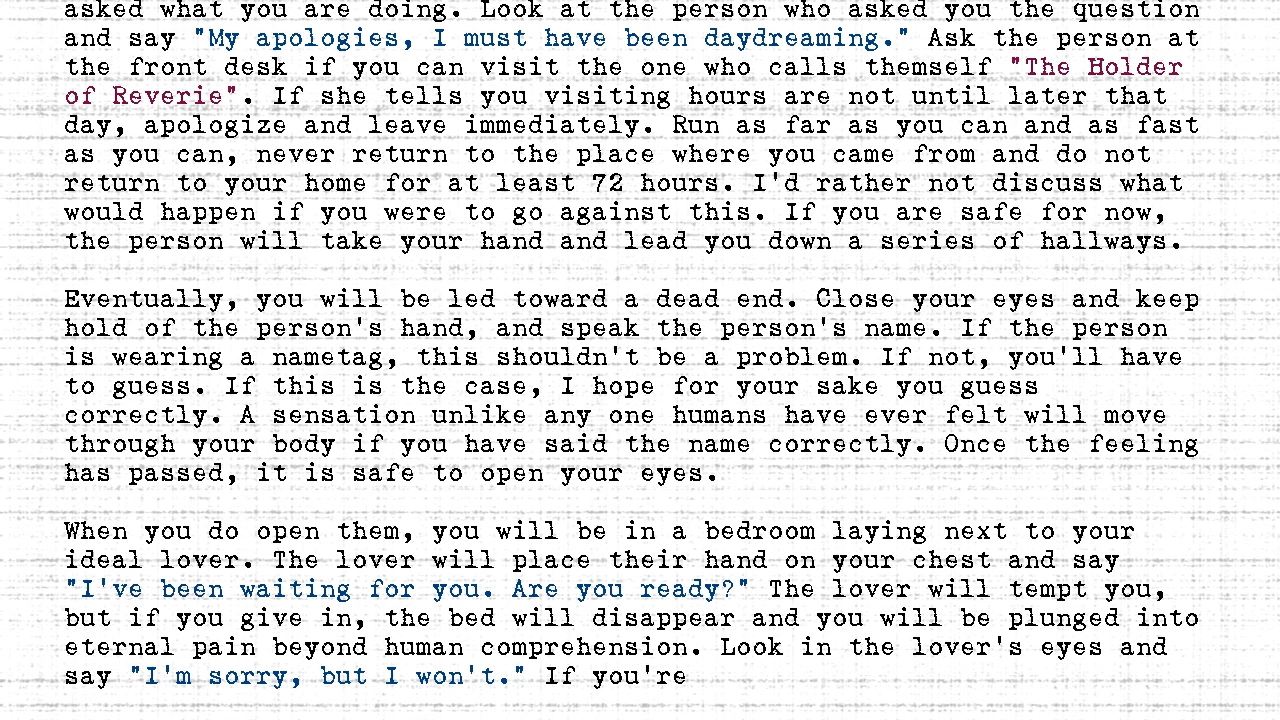 asked what you are doing. Look at the person who asked you the question
and say "My apologies, I must have been daydreaming." Ask the person at
the front desk if you can visit the one who calls themself "The Holder
of Reverie". If she tells you visiting hours are not until later that
day, apologize and leave immediately. Run as far as you can and as fast
as you can, never return to the place where you came from and do not
return to your home for at least 72 hours. I'd rather not discuss what
would happen if you were to go against this. If you are safe for now,
the person will take your hand and lead you down a series of hallways.
Eventually, you will be led toward a dead end. Close your eyes and keep
hold of the person's hand, and speak the person's name. If the person
is wearing a nametag, this shouldn't be a problem. If not, you'll have
to guess. If this is the case, I hope for your sake you guess
correctly. A sensation unlike any one humans have ever felt will move
through your body if you have said the name correctly. Once the feeling
has passed, it is safe to open your eyes.
When you do open them, you will be in a bedroom laying next to your
ideal lover. The lover will place their hand on your chest and say
"I've been waiting for you. Are you ready?" The lover will tempt you,
but if you give in, the bed will disappear and you will be plunged into
eternal pain beyond human comprehension. Look in the lover's eyes and
say "I'm sorry, but I won't." If you're